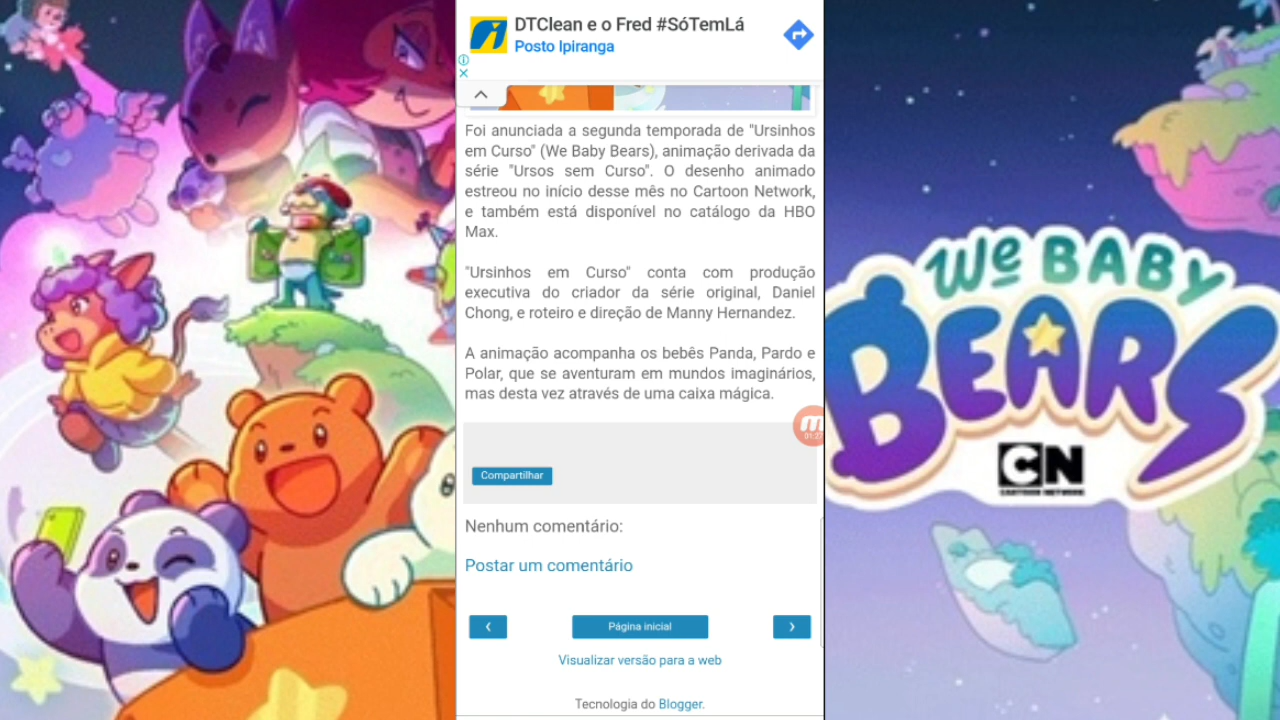 DTClean e o Fred #SóTemLá
Posto Ipiranga
Foi anunciada a segunda temporada de "Ursinhos
em Curso" (We Baby Bears), animação derivada da
série "Ursos sem Curso". O desenho animado
estreou no início desse mês no Cartoon Network,
e também está disponível no catálogo da HBO
Max.
"Ursinhos em Curso" conta com produção
executiva do criador da série original, Daniel
Chong, e roteiro e direção de Manny Hernandez.
A animação acompanha os bebês Panda, Pardo e
Polar, que se aventuram em mundos imaginários,
mas desta vez através de uma caixa mágica.
01:27
Compartilhar
Nenhum comentário:
Postar um comentário
‹ Página inicial ›
Visualizar versão para a web
Tecnologia do Blogger.
We BABY
BEARS
CN
CARTOON NETWORK